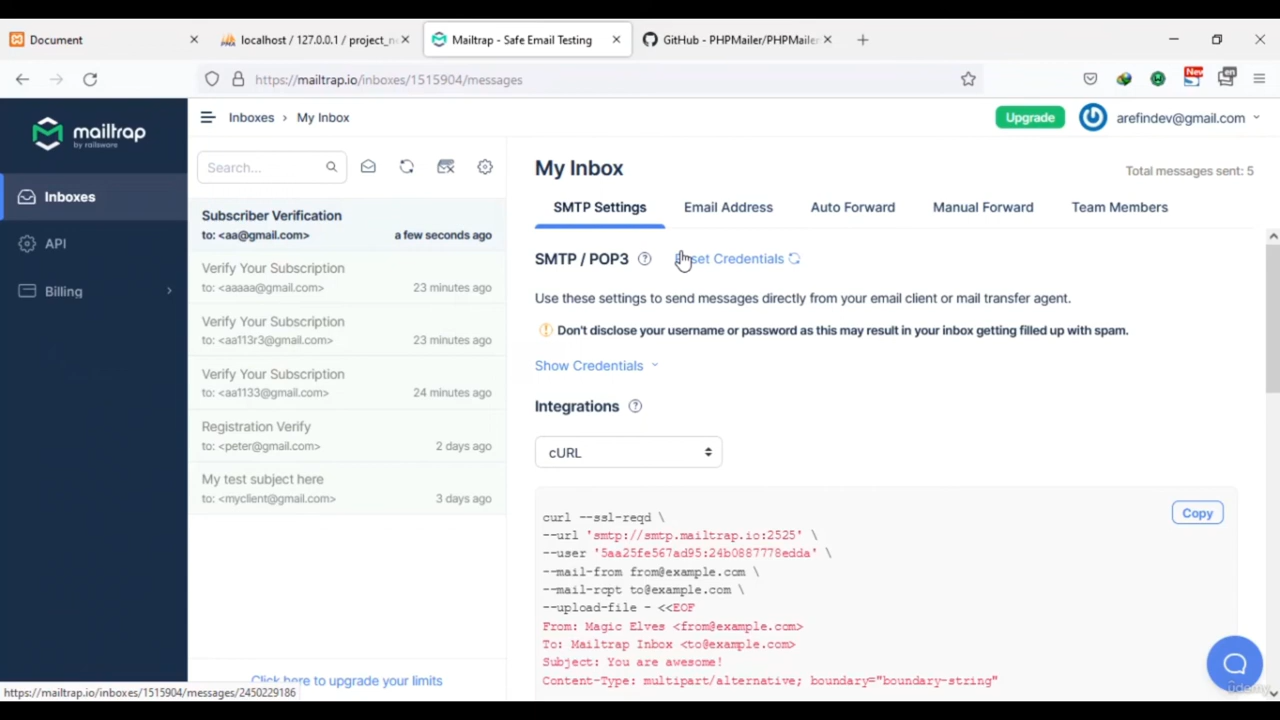 Document
localhost / 127.0.0.1 / project_n
Mailtrap - Safe Email Testing
GitHub - PHPMailer/PHPMailer
https://mailtrap.io/inboxes/1515904/messages
New
en
mailtrap
by railsware
Inboxes
API
Billing
Inboxes > My Inbox
Upgrade
arefindev@gmail.com
Search...
Subscriber Verification
to: <aa@gmail.com>
a few seconds ago
Verify Your Subscription
to: <aaaaa@gmail.com>
23 minutes ago
Verify Your Subscription
to: <aa113r3@gmail.com>
23 minutes ago
Verify Your Subscription
to: <aa1133@gmail.com>
24 minutes ago
Registration Verify
to: <peter@gmail.com>
2 days ago
My test subject here
to: <myclient@gmail.com>
3 days ago
Click here to upgrade your limits
https://mailtrap.io/inboxes/1515904/messages/2450229186
My Inbox
Total messages sent: 5
SMTP Settings
Email Address
Auto Forward
Manual Forward
Team Members
SMTP / POP3
set Credentials
Use these settings to send messages directly from your email client or mail transfer agent.
Don't disclose your username or password as this may result in your inbox getting filled up with spam.
Show Credentials
Integrations
cURL
Copy
curl --ssl-reqd \
--url 'smtp://smtp.mailtrap.io:2525' \
--user '5aa25fe567ad95:24b0887778edda' \
--mail-from from@example.com \
--mail-rcpt to@example.com \
--upload-file - <<EOF
From: Magic Elves <from@example.com>
To: Mailtrap Inbox <to@example.com>
Subject: You are awesome!
Content-Type: multipart/alternative; boundary="boundary-string"
udemy